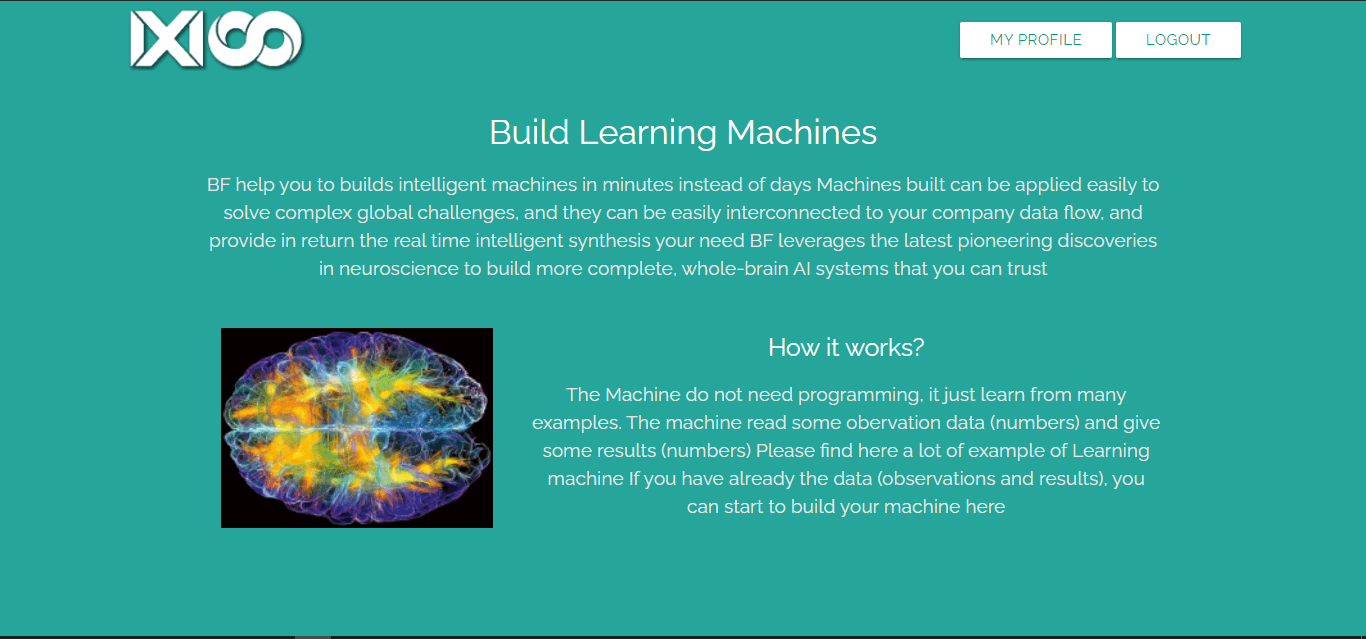 IXIOO
MY PROFILE
LOGOUT
Build Learning Machines
BF help you to builds intelligent machines in minutes instead of days Machines built can be applied easily to
solve complex global challenges, and they can be easily interconnected to your company data flow, and
provide in return the real time intelligent synthesis your need BF leverages the latest pioneering discoveries
in neuroscience to build more complete, whole-brain AI systems that you can trust
How it works?
The Machine do not need programming, it just learn from many
examples. The machine read some obervation data (numbers) and give
some results (numbers) Please find here a lot of example of Learning
machine If you have already the data (observations and results), you
can start to build your machine here